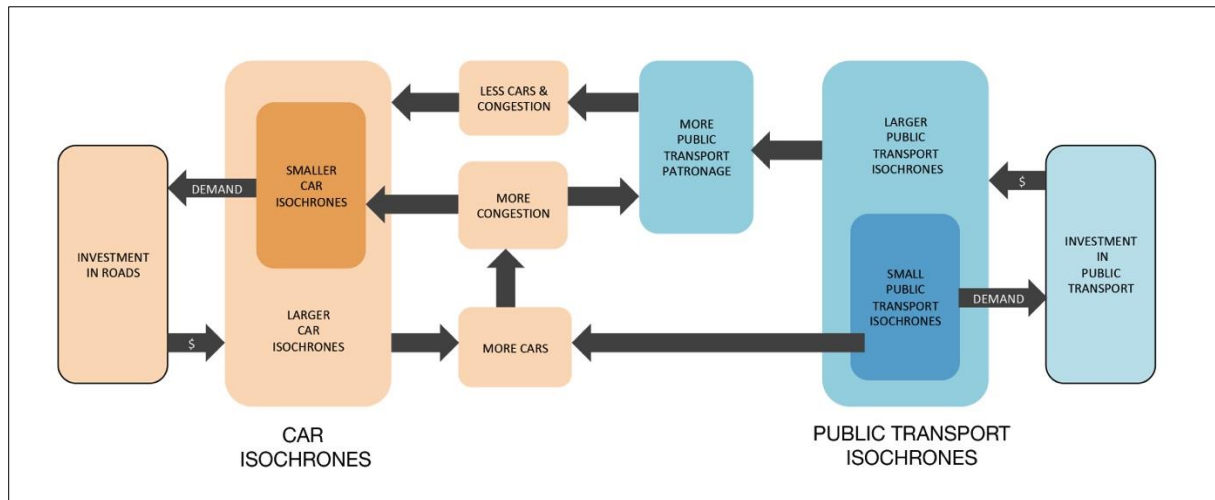 INVESTMENT
IN ROADS
DEMAND
$
SMALLER
CAR
ISOCHRONES
LARGER
CAR
ISOCHRONES
LESS CARS &
CONGESTION
MORE
CONGESTION
MORE CARS
MORE
PUBLIC
TRANSPORT
PATRONAGE
LARGER
PUBLIC
TRANSPORT
ISOCHRONES
SMALL
PUBLIC
TRANSPORT
ISOCHRONES
$
DEMAND
INVESTMENT
IN
PUBLIC
TRANSPORT
CAR
ISOCHRONES
PUBLIC TRANSPORT
ISOCHRONES